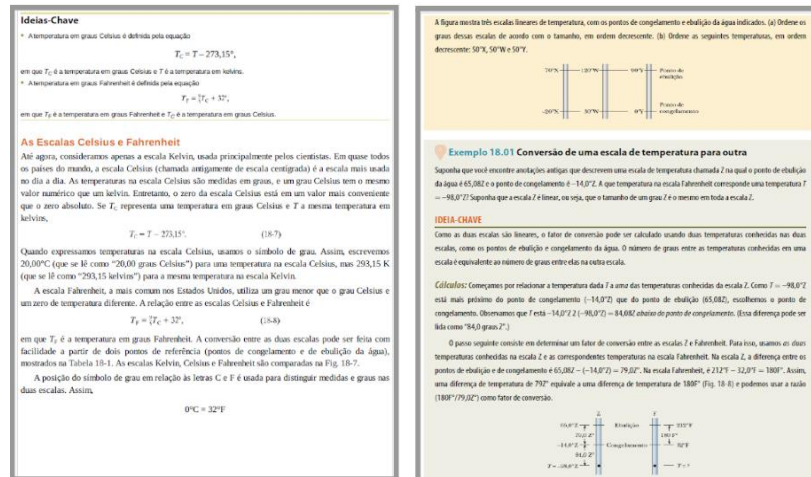 Ideias-Chave
• A temperatura em graus Celsius é definida pela equação
T_C = T – 273,15°,
em que T_C é a temperatura em graus Celsius e T é a temperatura em kelvins.
• A temperatura em graus Fahrenheit é definida pela equação
T_F = 9/5 T_C + 32°,
em que T_F é a temperatura em graus Fahrenheit e T_C é a temperatura em graus Celsius.
As Escalas Celsius e Fahrenheit
Até agora, consideramos apenas a escala Kelvin, usada principalmente pelos cientistas. Em quase todos
os países do mundo, a escala Celsius (chamada antigamente de escala centígrada) é a escala mais usada
no dia a dia. As temperaturas na escala Celsius são medidas em graus, e um grau Celsius tem o mesmo
valor numérico que um kelvin. Entretanto, o zero da escala Celsius está em um valor mais conveniente
que o zero absoluto. Se T_C representa uma temperatura em graus Celsius e T a mesma temperatura em
kelvins,
T_C = T – 273,15°. (18-7)
Quando expressamos temperaturas na escala Celsius, usamos o símbolo de grau. Assim, escrevemos
20,00°C (que se lê como “20,00 graus Celsius”) para uma temperatura na escala Celsius, mas 293,15 K
(que se lê como “293,15 kelvins”) para a mesma temperatura na escala Kelvin.
A escala Fahrenheit, a mais comum nos Estados Unidos, utiliza um grau menor que o grau Celsius e
um zero de temperatura diferente. A relação entre as escalas Celsius e Fahrenheit é
T_F = 9/5 T_C + 32°, (18-8)
em que T_F é a temperatura em graus Fahrenheit. A conversão entre as duas escalas pode ser feita com
facilidade a partir de dois pontos de referência (pontos de congelamento e de ebulição da água),
mostrados na Tabela 18-1. As escalas Kelvin, Celsius e Fahrenheit são comparadas na Fig. 18-7.
A posição do símbolo de grau em relação às letras C e F é usada para distinguir medidas e graus nas
duas escalas. Assim,
0°C = 32°F
A figura mostra três escalas lineares de temperatura, com os pontos de congelamento e ebulição da água indicados. (a) Ordene os
graus dessas escalas de acordo com o tamanho, em ordem decrescente. (b) Ordene as seguintes temperaturas, em ordem
decrescente: 50°X, 50°W e 50°Y.
70°X 120°W 90°Y Ponto de
ebulição
–20°X 30°W 0°Y Ponto de
congelamento
Exemplo 18.01 Conversão de uma escala de temperatura para outra
Suponha que você encontre anotações antigas que descrevem uma escala de temperatura chamada Z na qual o ponto de ebulição
da água é 65,08Z e o ponto de congelamento é –14,0°Z. A que temperatura na escala Fahrenheit corresponde uma temperatura T
= –98,0°Z? Suponha que a escala Z é linear, ou seja, que o tamanho de um grau Z é o mesmo em toda a escala Z.
IDEIA-CHAVE
Como as duas escalas são lineares, o fator de conversão pode ser calculado usando duas temperaturas conhecidas nas duas
escalas, como os pontos de ebulição e congelamento da água. O número de graus entre as temperaturas conhecidas em uma
escala é equivalente ao número de graus entre elas na outra escala.
Cálculos: Começamos por relacionar a temperatura dada T a uma das temperaturas conhecidas da escala Z. Como T = –98,0°Z
está mais próximo do ponto de congelamento (–14,0°Z) que do ponto de ebulição (65,08Z), escolhemos o ponto de
congelamento. Observamos que T está –14,0°Z 2 (–98,0°Z) = 84,08Z abaixo do ponto de congelamento. (Essa diferença pode ser
lida como “84,0 graus Z”.)
O passo seguinte consiste em determinar um fator de conversão entre as escalas Z e Fahrenheit. Para isso, usamos as duas
temperaturas conhecidas na escala Z e as correspondentes temperaturas na escala Fahrenheit. Na escala Z, a diferença entre os
pontos de ebulição e de congelamento é 65,08Z – (–14,0°Z) = 79,0Z°. Na escala Fahrenheit, é 212°F – 32,0°F = 180F°. Assim,
uma diferença de temperatura de 79Z° equivale a uma diferença de temperatura de 180F° (Fig. 18-8) e podemos usar a razão
(180F°/79,0Z°) como fator de conversão.
Z F
65,0°Z Ebulição 212°F
79,0 Z° 180 F°
–14,0°Z Congelamento 32°F
84,0 Z°
T = –98,0°Z T = ?